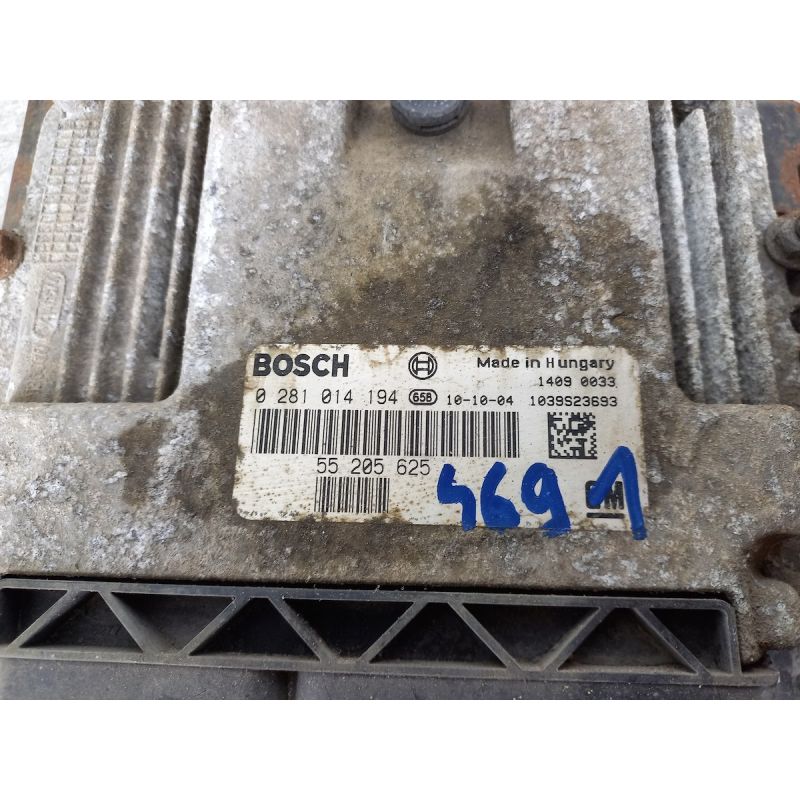 BOSCH Made in Hungary
1409 0033
0 281 014 194 658 10-10-04 1039S23693
55 205 625
4691
GM